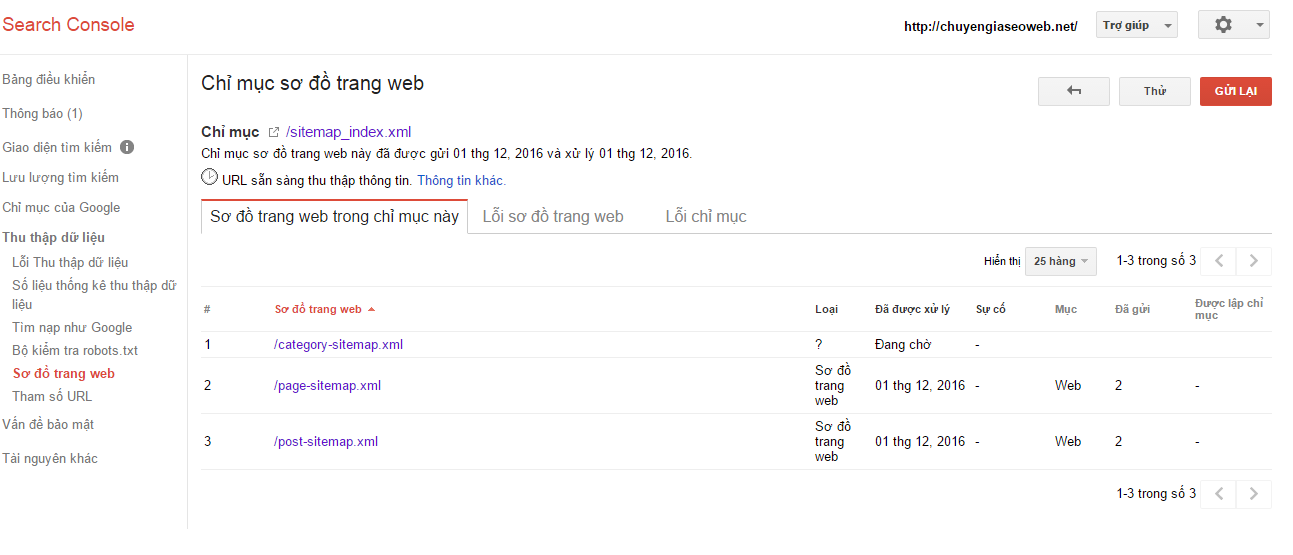 Search Console
http://chuyengiaseoweb.net/
Trợ giúp
Bảng điều khiển
Thông báo (1)
Giao diện tìm kiếm
Lưu lượng tìm kiếm
Chỉ mục của Google
Thu thập dữ liệu
Lỗi Thu thập dữ liệu
Số liệu thống kê thu thập dữ
liệu
Tìm nạp như Google
Bộ kiểm tra robots.txt
Sơ đồ trang web
Tham số URL
Vấn đề bảo mật
Tài nguyên khác
Chỉ mục sơ đồ trang web
Thử
GỬI LẠI
Chỉ mục /sitemap_index.xml
Chỉ mục sơ đồ trang web này đã được gửi 01 thg 12, 2016 và xử lý 01 thg 12, 2016.
URL sẵn sàng thu thập thông tin. Thông tin khác.
Sơ đồ trang web trong chỉ mục này Lỗi sơ đồ trang web Lỗi chỉ mục
Hiển thị 25 hàng 1-3 trong số 3
# Sơ đồ trang web Loại Đã được xử lý Sự cố Mục Đã gửi Được lập chỉ
mục
1 /category-sitemap.xml ? Đang chờ -
2 /page-sitemap.xml Sơ đồ
trang
web 01 thg 12, 2016 - Web 2 -
3 /post-sitemap.xml Sơ đồ
trang
web 01 thg 12, 2016 - Web 2 -
1-3 trong số 3